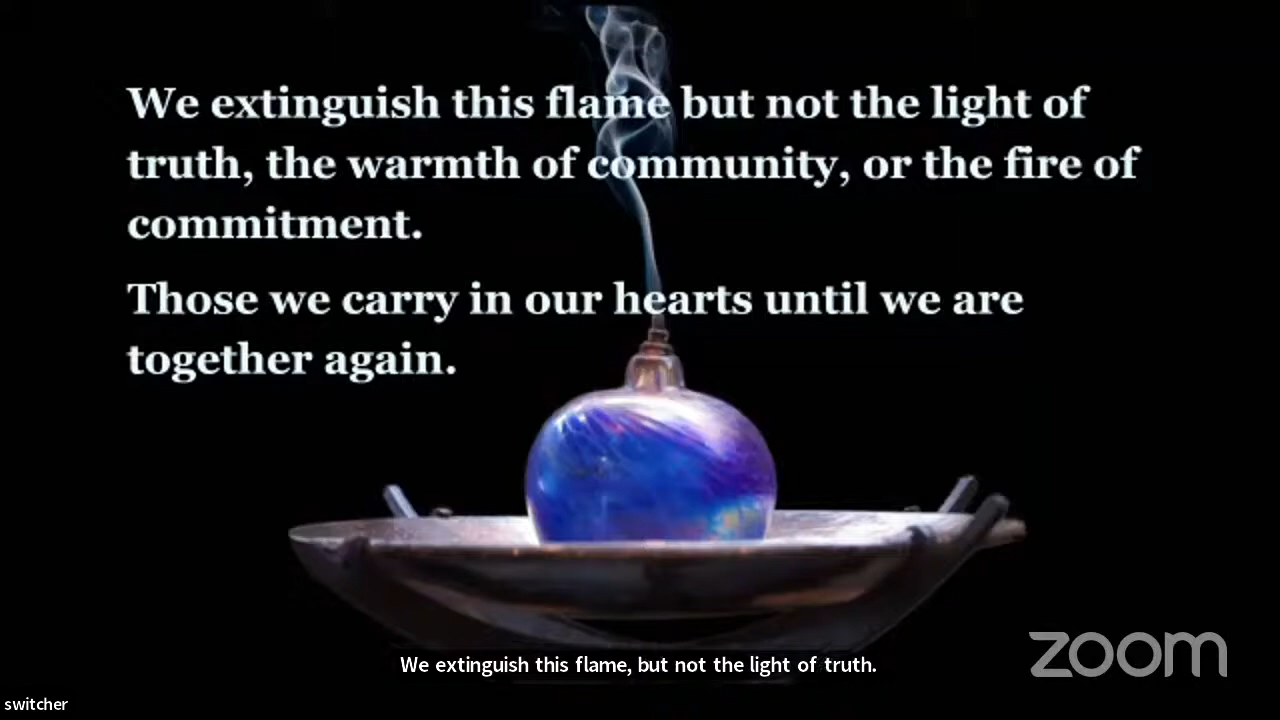 We extinguish this flame but not the light of
truth, the warmth of community, or the fire of
commitment.
Those we carry in our hearts until we are
together again.
We extinguish this flame, but not the light of truth.
zoom
switcher